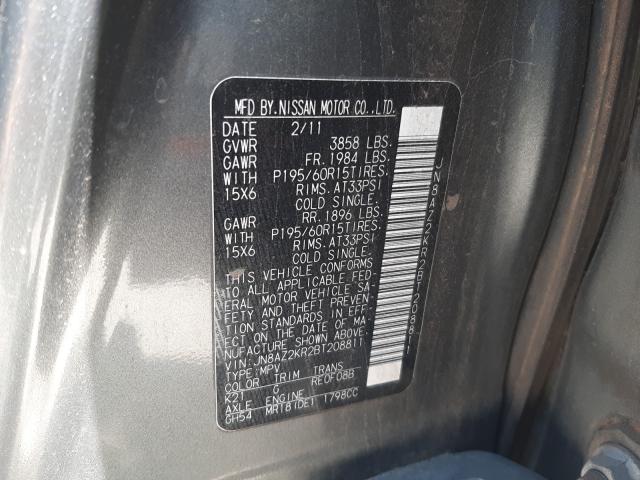 MFD BY.NISSAN MOTOR CO.,LTD.
DATE 2/11
GVWR 3858 LBS.
GAWR FR. 1984 LBS.
WITH P195/60R15TIRES.
15X6 RIMS. AT33PSI
COLD SINGLE.
GAWR RR. 1896 LBS.
WITH P195/60R15TIRES.
15X6 RIMS. AT33PSI
COLD SINGLE.
THIS VEHICLE CONFORMS
TO ALL APPLICABLE FED-
ERAL MOTOR VEHICLE SA-
FETY AND THEFT PREVEN-
TION STANDARDS IN EFF-
ECT ON THE DATE OF MA-
NUFACTURE SHOWN ABOVE.
VIN:JN8AZ2KR2BT208811
TYPE:MPV
COLOR TRIM TRANS
K21 G RE0F08B
AXLE ENGINE
GH54 MR18(DE) 1798CC
JN8AZ2KR2BT208811